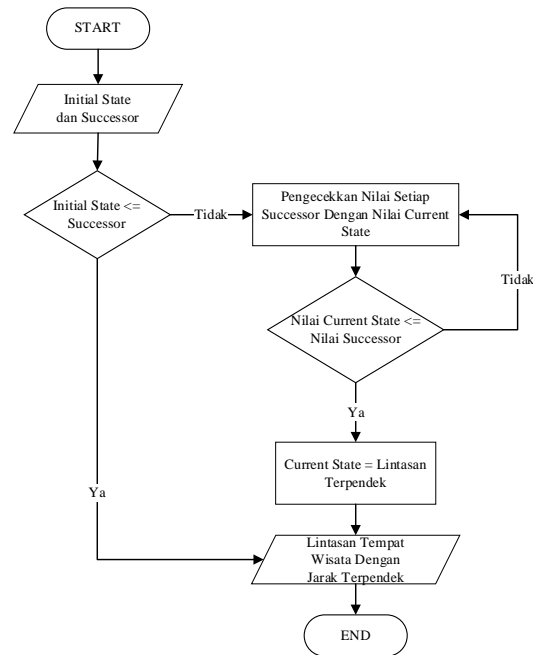 START
Initial State
dan Successor
Initial State <=
Successor
Tidak
Pengecekkan Nilai Setiap
Successor Dengan Nilai Current
State
Tidak
Nilai Current State <=
Nilai Successor
Ya
Current State = Lintasan
Terpendek
Ya
Lintasan Tempat
Wisata Dengan
Jarak Terpendek
END